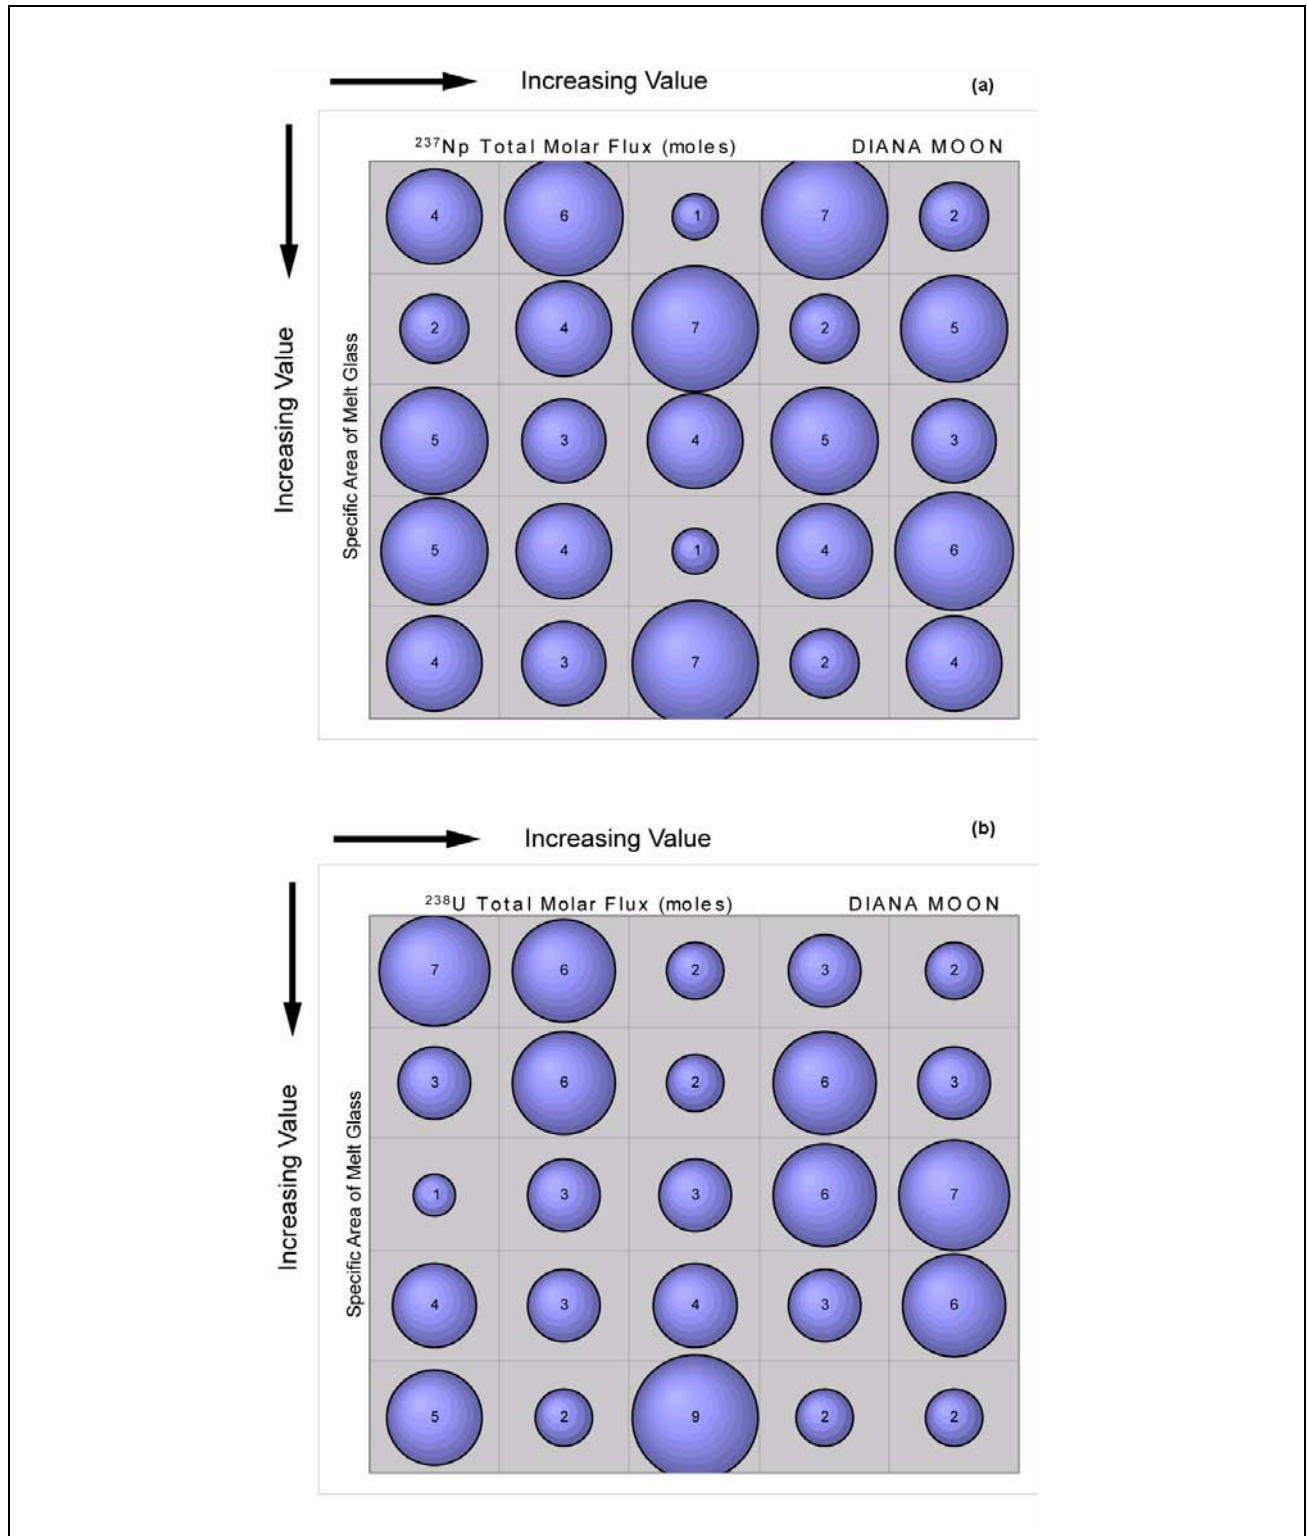 Increasing Value (a)
²³⁷Np Total Molar Flux (moles) DIANA MOON
Increasing Value
Specific Area of Melt Glass
4 6 1 7 2
2 4 7 2 5
5 3 4 5 3
5 4 1 4 6
4 3 7 2 4
Increasing Value (b)
²³⁸U Total Molar Flux (moles) DIANA MOON
Increasing Value
Specific Area of Melt Glass
7 6 2 3 2
3 6 2 6 3
1 3 3 6 7
4 3 4 3 6
5 2 9 2 2